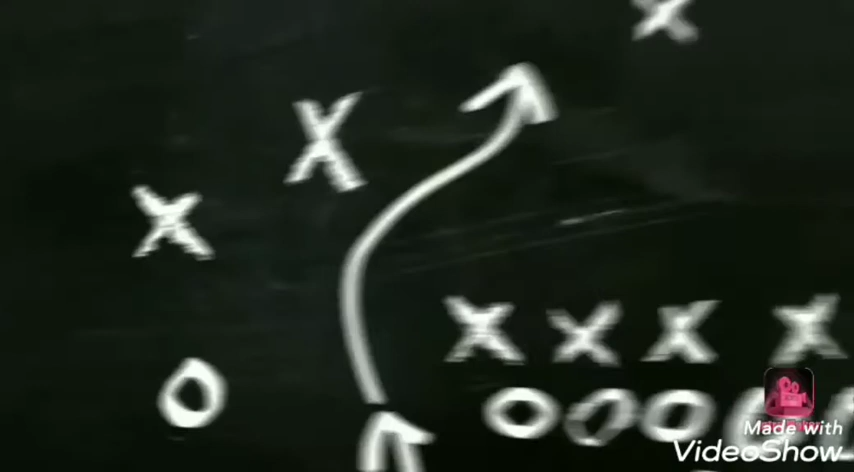 X
X
X
X X X X
O O O O
Made with
VideoShow